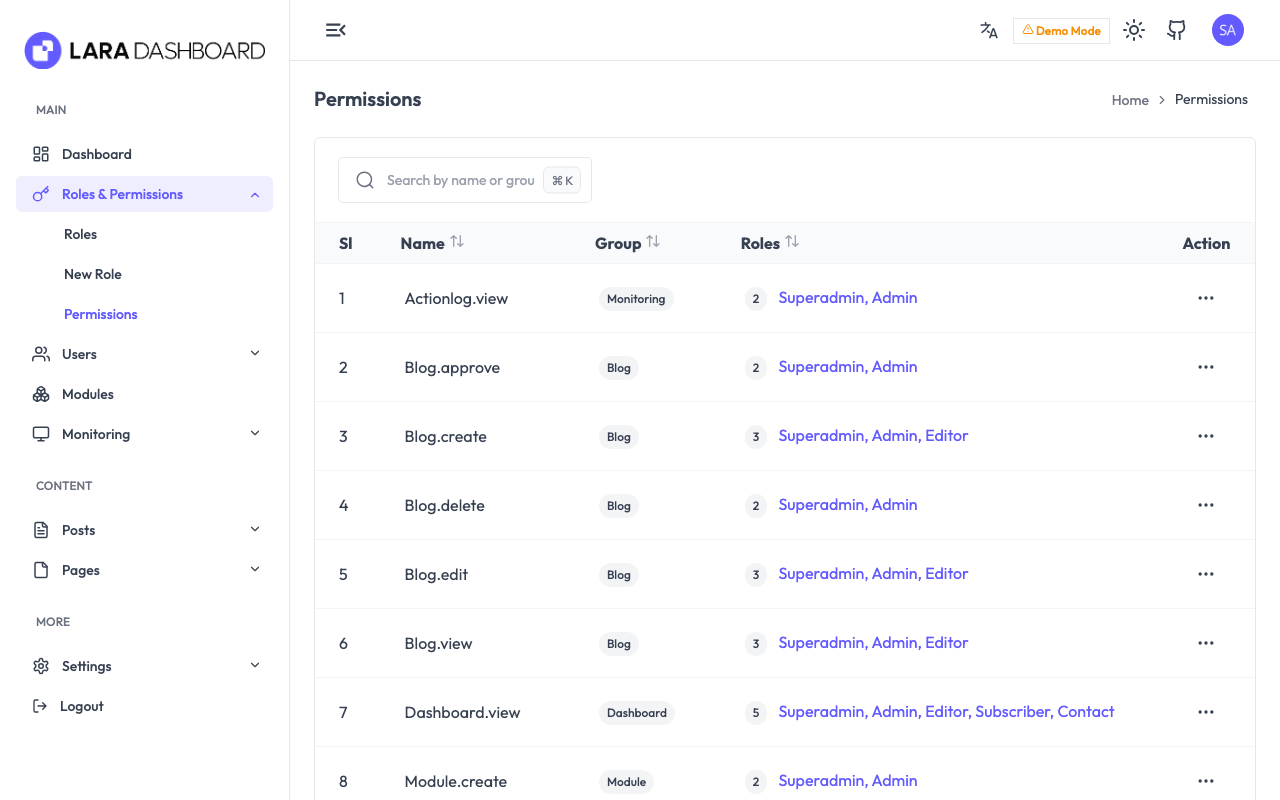 LARA DASHBOARD
Demo Mode
SA
MAIN
Dashboard
Roles & Permissions
Roles
New Role
Permissions
Users
Modules
Monitoring
CONTENT
Posts
Pages
MORE
Settings
Logout
Permissions
Home > Permissions
Search by name or grou ⌘ K
Sl Name Group Roles Action
1 Actionlog.view Monitoring 2 Superadmin, Admin
2 Blog.approve Blog 2 Superadmin, Admin
3 Blog.create Blog 3 Superadmin, Admin, Editor
4 Blog.delete Blog 2 Superadmin, Admin
5 Blog.edit Blog 3 Superadmin, Admin, Editor
6 Blog.view Blog 3 Superadmin, Admin, Editor
7 Dashboard.view Dashboard 5 Superadmin, Admin, Editor, Subscriber, Contact
8 Module.create Module 2 Superadmin, Admin